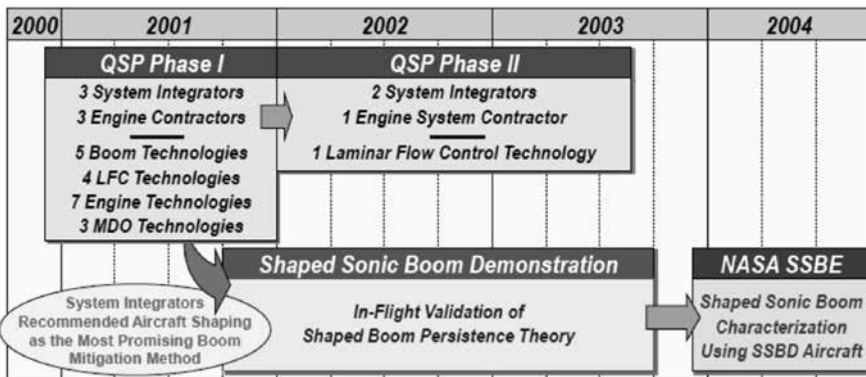 2000 2001 2002 2003 2004
QSP Phase I
3 System Integrators
3 Engine Contractors
5 Boom Technologies
4 LFC Technologies
7 Engine Technologies
3 MDO Technologies
QSP Phase II
2 System Integrators
1 Engine System Contractor
1 Laminar Flow Control Technology
System Integrators
Recommended Aircraft Shaping
as the Most Promising Boom
Mitigation Method
Shaped Sonic Boom Demonstration
In-Flight Validation of
Shaped Boom Persistence Theory
NASA SSBE
Shaped Sonic Boom
Characterization
Using SSBD Aircraft